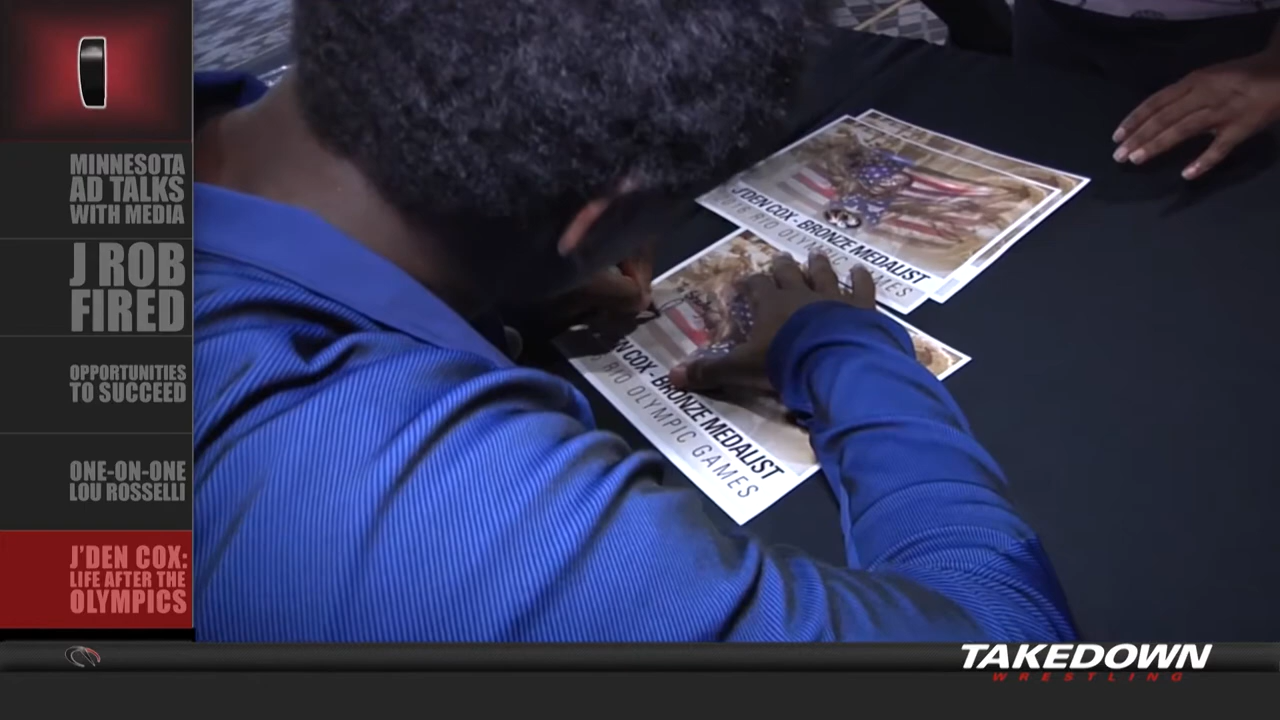 MINNESOTA
AD TALKS
WITH MEDIA
J ROB
FIRED
OPPORTUNITIES
TO SUCCEED
ONE-ON-ONE
LOU ROSSELLI
J'DEN COX:
LIFE AFTER THE
OLYMPICS
J'DEN COX - BRONZE MEDALIST
RIO OLYMPIC GAMES
COX - BRONZE MEDALIST
RIO OLYMPIC GAMES
TAKEDOWN
WRESTLING